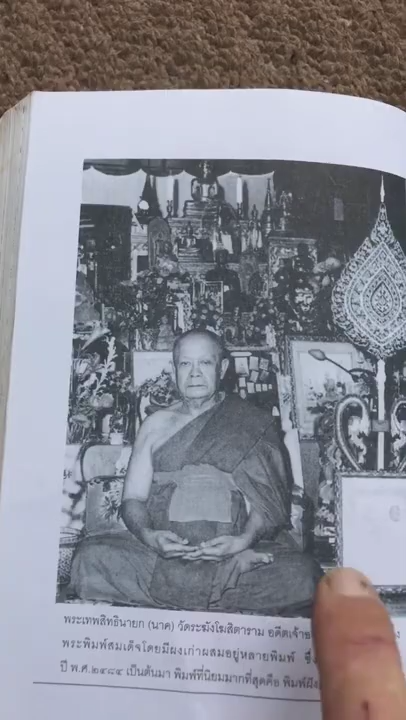 พระเทพสิทธินายก (นาค) วัดระฆังโฆสิตาราม อดีตเจ้าอ
พระพิมพ์สมเด็จโดยมีผงเก่าผสมอยู่หลายพิมพ์ ซึ่
ปี พ.ศ.๒๔๘๔ เป็นต้นมา พิมพ์ที่นิยมมากที่สุดคือ พิมพ์ฝั